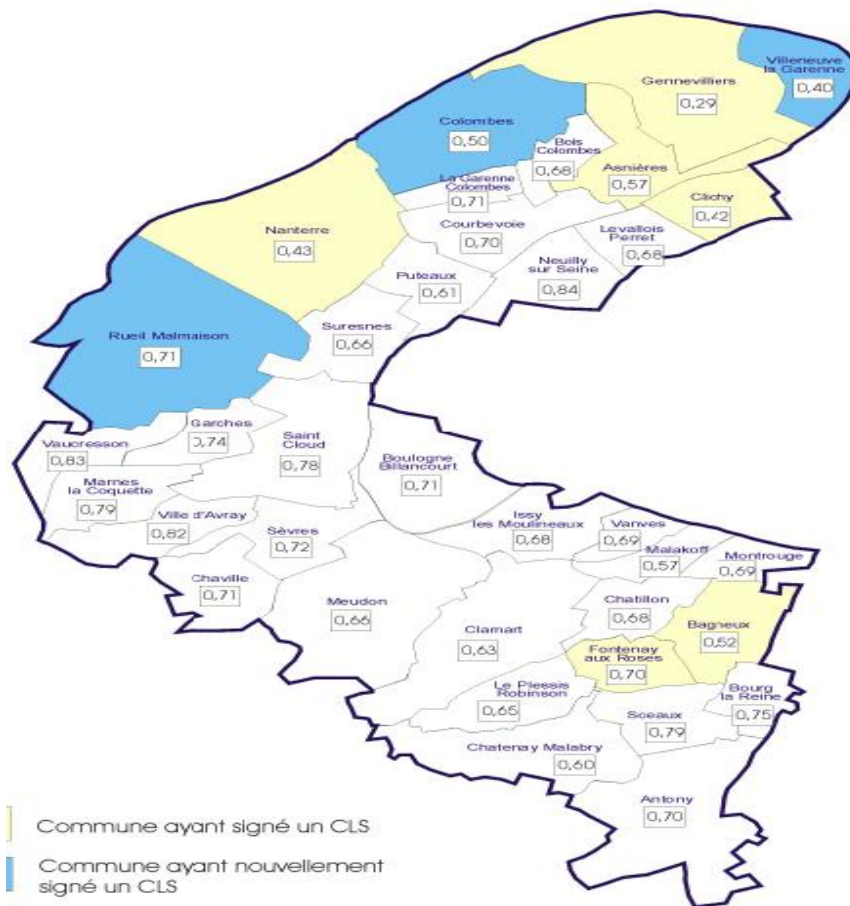 Villeneuve
la Garenne
0,40
Gennevilliers
0,29
Colombes
0,50
Bois
Colombes
0,68
Asnières
0,57
La Garenne
Colombes
0,71
Clichy
0,42
Nanterre
0,43
Courbevoie
0,70
Levallois
Perret
0,68
Neuilly
sur Seine
0,84
Puteaux
0,61
Suresnes
0,66
Rueil Malmaison
0,71
Garches
0,74
Vaucresson
0,83
Saint
Cloud
0,78
Marnes
la Coquette
0,79
Boulogne
Billancourt
0,71
Ville d'Avray
0,82
Sèvres
0,72
Issy
les Moulineaux
0,68
Vanves
0,69
Malakoff
0,57
Montrouge
0,69
Chaville
0,71
Meudon
0,66
Chatillon
0,68
Bagneux
0,52
Clamart
0,63
Fontenay
aux Roses
0,70
Le Plessis
Robinson
0,65
Bourg
la Reine
0,75
Sceaux
0,79
Chatenay Malabry
0,60
Antony
0,70
Commune ayant signé un CLS
Commune ayant nouvellement
signé un CLS